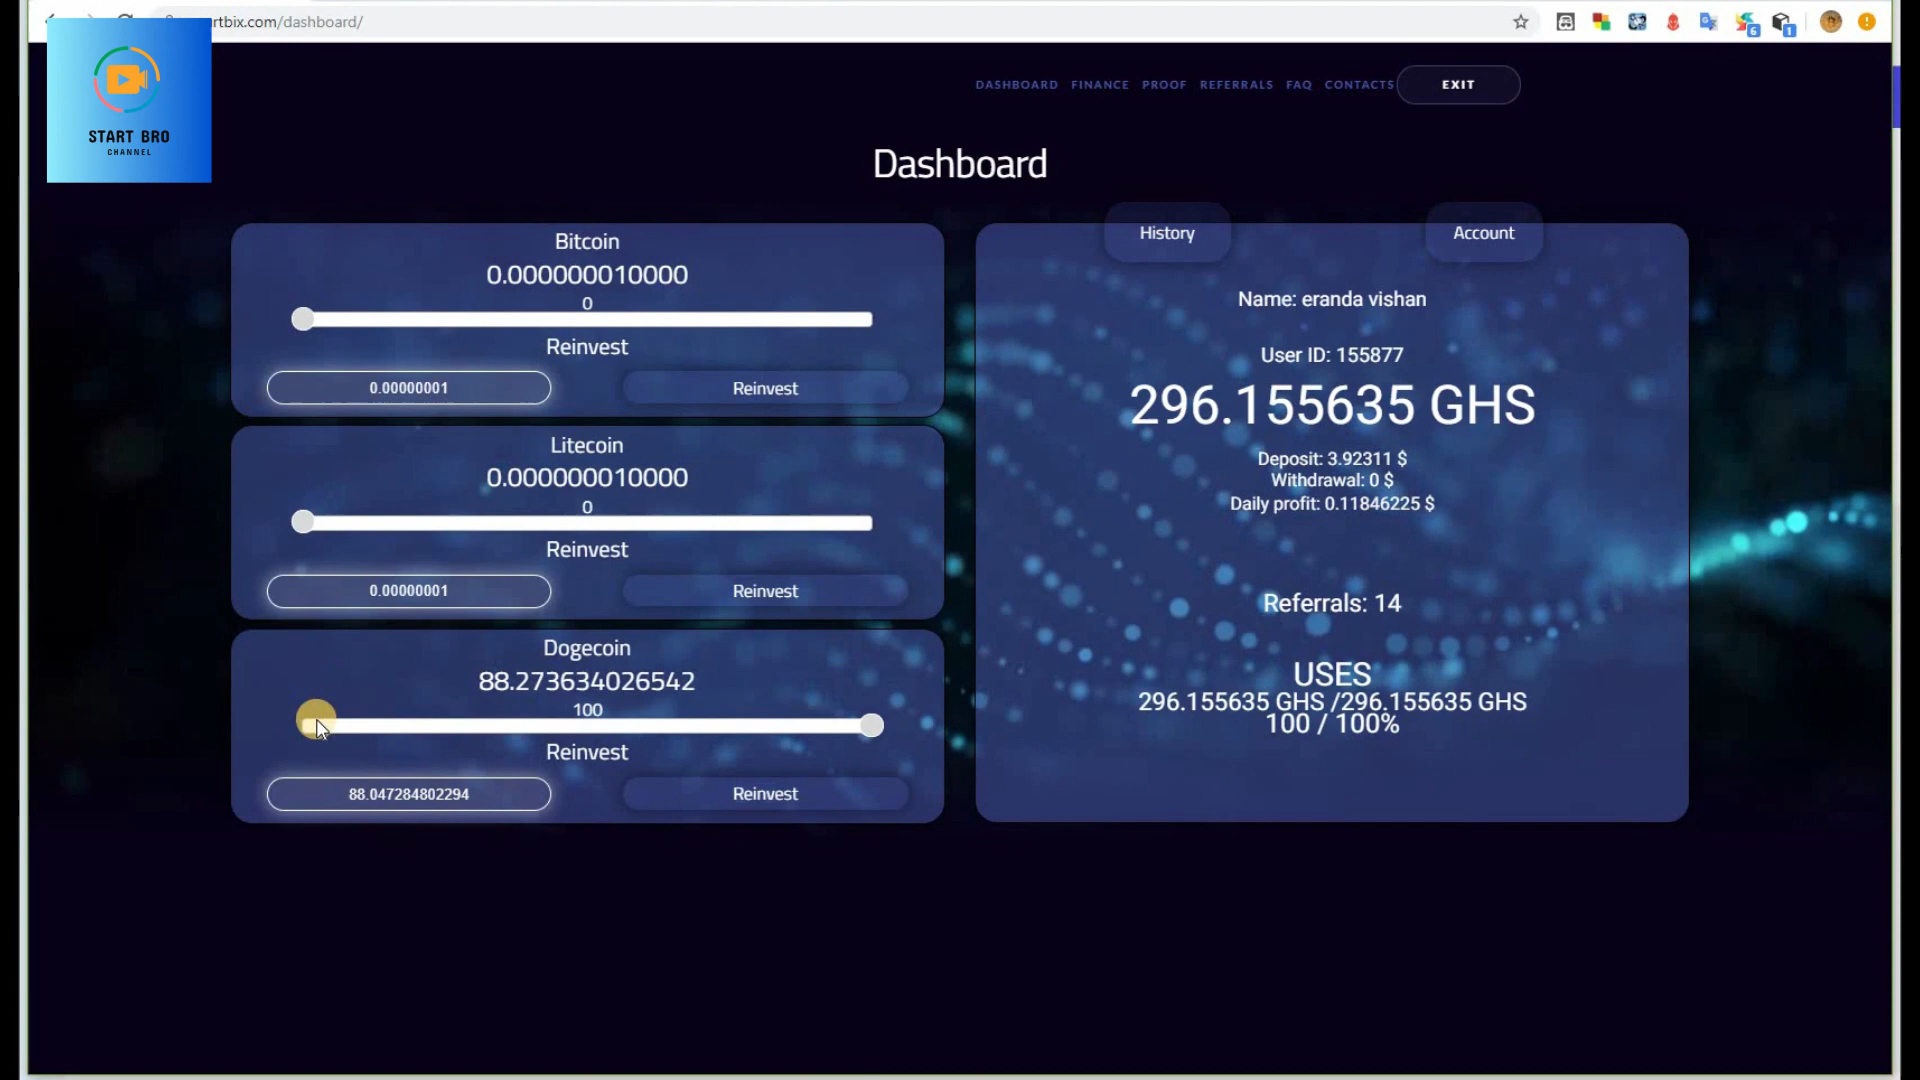 rtbix.com/dashboard/
START BRO
CHANNEL
DASHBOARD FINANCE PROOF REFERRALS FAQ CONTACTS EXIT
Dashboard
Bitcoin
0.000000010000
0
Reinvest
0.00000001 Reinvest
Litecoin
0.000000010000
0
Reinvest
0.00000001 Reinvest
Dogecoin
88.273634026542
100
Reinvest
88.047284802294 Reinvest
History Account
Name: eranda vishan
User ID: 155877
296.155635 GHS
Deposit: 3.92311 $
Withdrawal: 0 $
Daily profit: 0.11846225 $
Referrals: 14
USES
296.155635 GHS /296.155635 GHS
100 / 100%
6
1